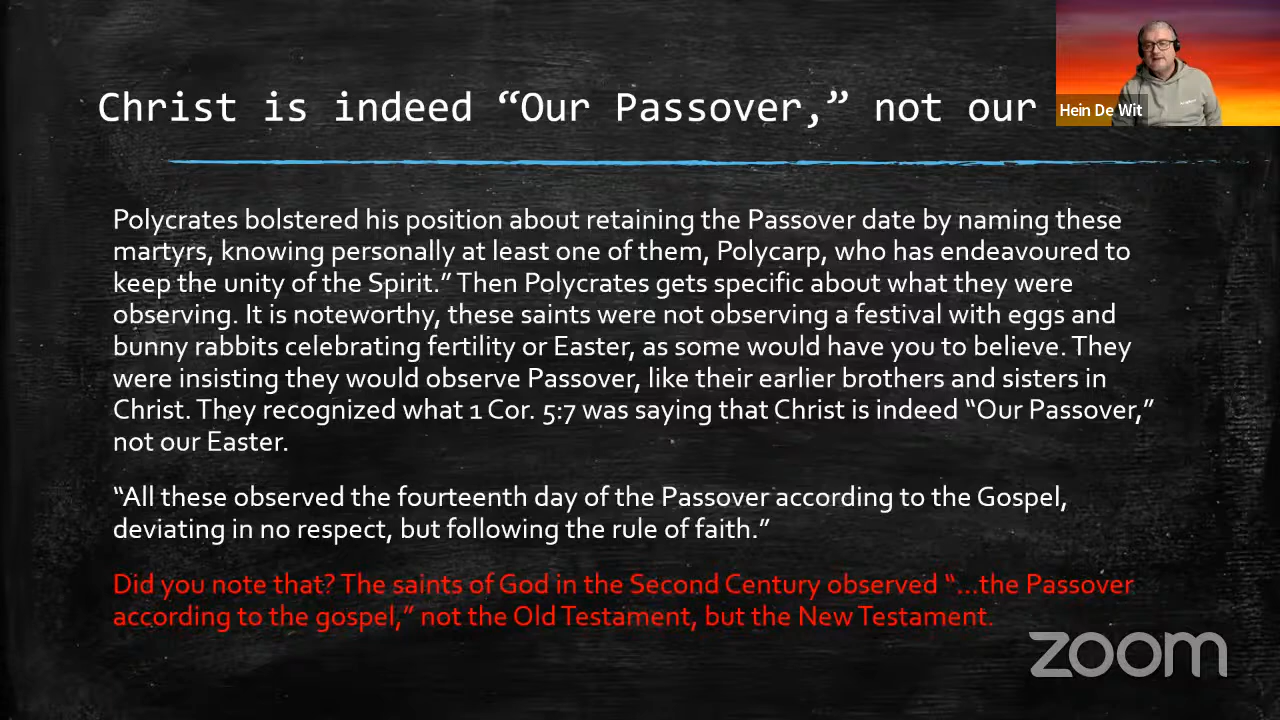 Christ is indeed “Our Passover,” not our
Hein De Wit
Polycrates bolstered his position about retaining the Passover date by naming these
martyrs, knowing personally at least one of them, Polycarp, who has endeavoured to
keep the unity of the Spirit.” Then Polycrates gets specific about what they were
observing. It is noteworthy, these saints were not observing a festival with eggs and
bunny rabbits celebrating fertility or Easter, as some would have you to believe. They
were insisting they would observe Passover, like their earlier brothers and sisters in
Christ. They recognized what 1 Cor. 5:7 was saying that Christ is indeed “Our Passover,”
not our Easter.
“All these observed the fourteenth day of the Passover according to the Gospel,
deviating in no respect, but following the rule of faith.”
Did you note that? The saints of God in the Second Century observed “…the Passover
according to the gospel,” not the Old Testament, but the New Testament.
zoom